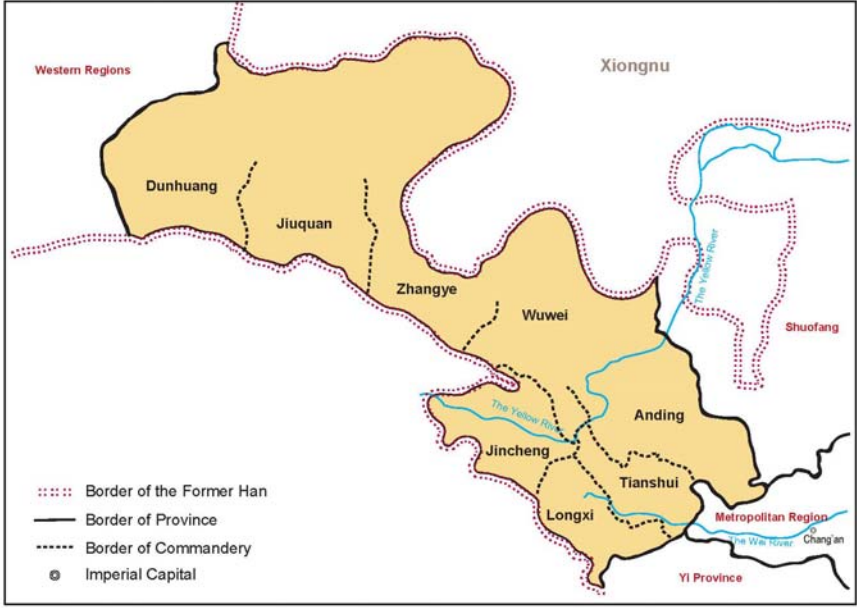 Western Regions
Xiongnu
Dunhuang
Jiuquan
Zhangye
Wuwei
The Yellow River
Shuofang
The Yellow River
Anding
Jincheng
Tianshui
Longxi
Metropolitan Region
Chang'an
The Wei River
Yi Province
Border of the Former Han
Border of Province
Border of Commandery
Imperial Capital